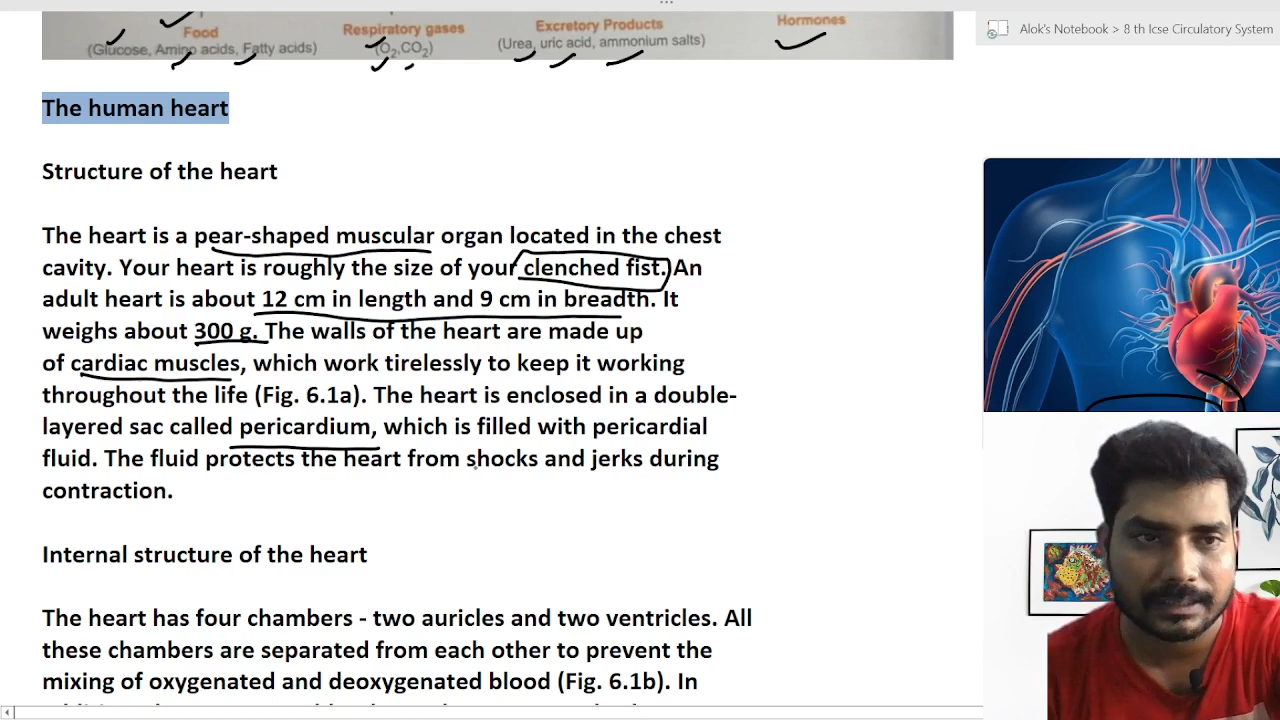 Food
Respiratory gases
Excretory Products
Hormones
(Glucose, Amino acids, Fatty acids)
(O₂,CO₂)
(Urea, uric acid, ammonium salts)
Alok's Notebook > 8 th Icse Circulatory System
The human heart
Structure of the heart
The heart is a pear-shaped muscular organ located in the chest
cavity. Your heart is roughly the size of your clenched fist. An
adult heart is about 12 cm in length and 9 cm in breadth. It
weighs about 300 g. The walls of the heart are made up
of cardiac muscles, which work tirelessly to keep it working
throughout the life (Fig. 6.1a). The heart is enclosed in a double-
layered sac called pericardium, which is filled with pericardial
fluid. The fluid protects the heart from shocks and jerks during
contraction.
Internal structure of the heart
The heart has four chambers - two auricles and two ventricles. All
these chambers are separated from each other to prevent the
mixing of oxygenated and deoxygenated blood (Fig. 6.1b). In